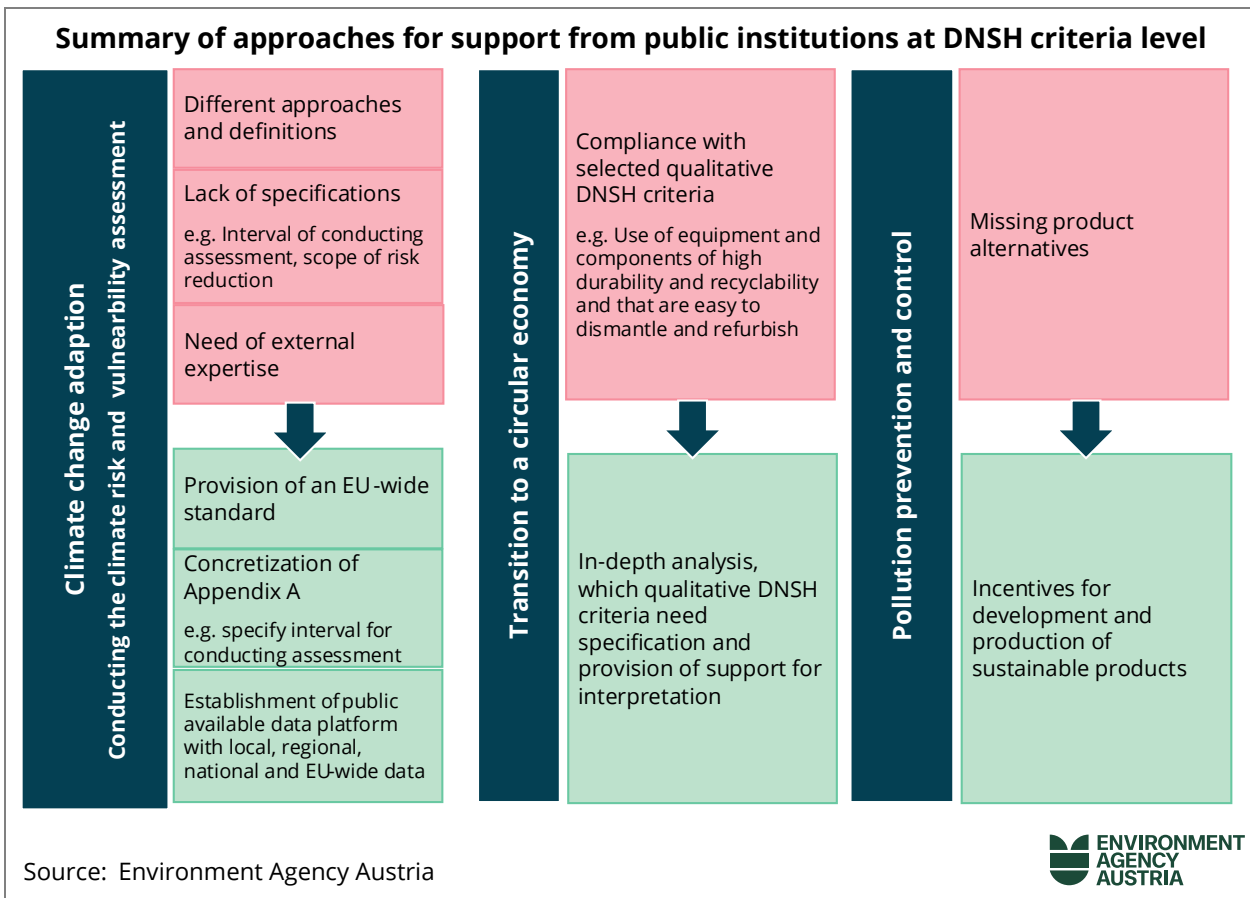 Summary of approaches for support from public institutions at DNSH criteria level
Climate change adaption
Conducting the climate risk and vulnearbility assessment
Different approaches
and definitions
Lack of specifications
e.g. Interval of conducting
assessment, scope of risk
reduction
Need of external
expertise
Provision of an EU-wide
standard
Concretization of
Appendix A
e.g. specify interval for
conducting assessment
Establishment of public
available data platform
with local, regional,
national and EU-wide data
Transition to a circular economy
Compliance with
selected qualitative
DNSH criteria
e.g. Use of equipment and
components of high
durability and recyclability
and that are easy to
dismantle and refurbish
In-depth analysis,
which qualitative DNSH
criteria need
specification and
provision of support for
interpretation
Pollution prevention and control
Missing product
alternatives
Incentives for
development and
production of
sustainable products
Source: Environment Agency Austria
ENVIRONMENT
AGENCY
AUSTRIA